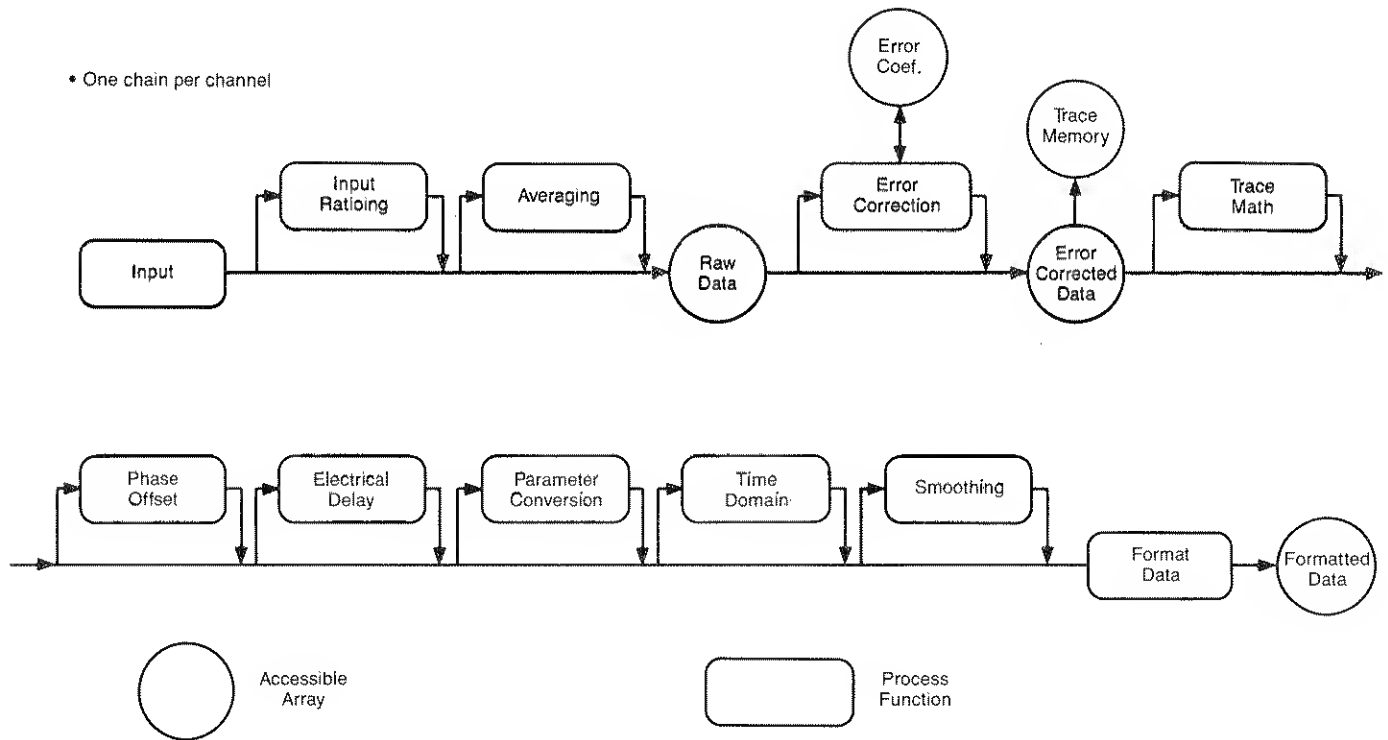 • One chain per channel
Error
Coef.
Trace
Memory
Input
Ratioing
Averaging
Error
Correction
Trace
Math
Input
Raw
Data
Error
Corrected
Data
Phase
Offset
Electrical
Delay
Parameter
Conversion
Time
Domain
Smoothing
Format
Data
Formatted
Data
Accessible
Array
Process
Function